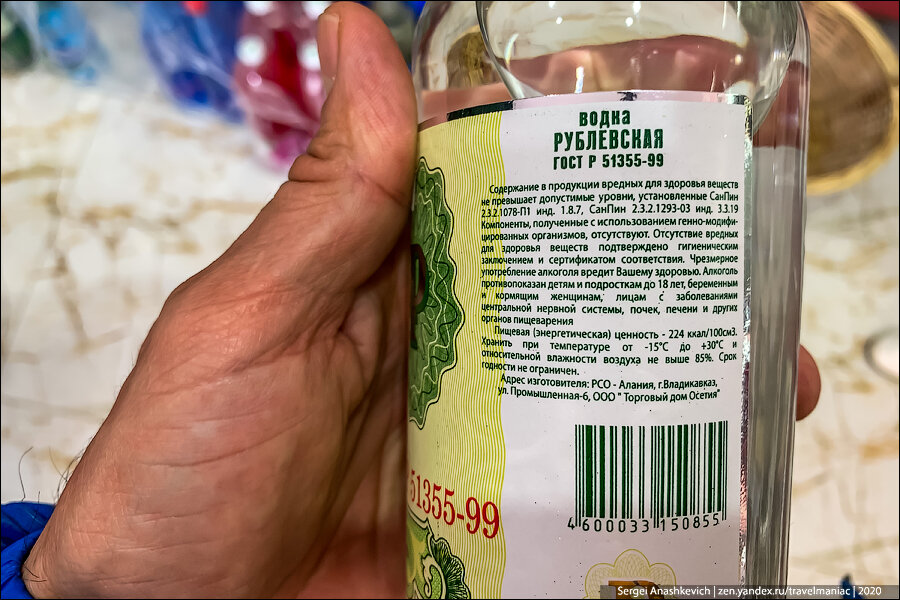 водка
РУБЛЕВСКАЯ
ГОСТ Р 51355-99
Содержание в продукции вредных для здоровья веществ
не превышает допустимые уровни, установленные СанПин
2.3.2.1078-П1 инд. 1.8.7, СанПин 2.3.2.1293-03 инд. 3.3.19
Компоненты, полученные с использованием генно-модифи-
цированных организмов, отсутствуют. Отсутствие вредных
для здоровья веществ подтверждено гигиеническим
заключением и сертификатом соответствия. Чрезмерное
употребление алкоголя вредит Вашему здоровью. Алкоголь
противопоказан детям и подросткам до 18 лет, беременным
и кормящим женщинам, лицам с заболеваниями
центральной нервной системы, почек, печени и других
органов пищеварения
Пищевая (энергетическая) ценность - 224 ккал/100см3.
Хранить при температуре от -15°С до +30°С и
относительной влажности воздуха не выше 85%. Срок
годности не ограничен.
Адрес изготовителя: РСО - Алания, г.Владикавказ,
ул. Промышленная-6, ООО " Торговый дом Осетия"
4 600033 150855
51355-99
Sergei Anashkevich | zen.yandex.ru/travelmaniac | 2020